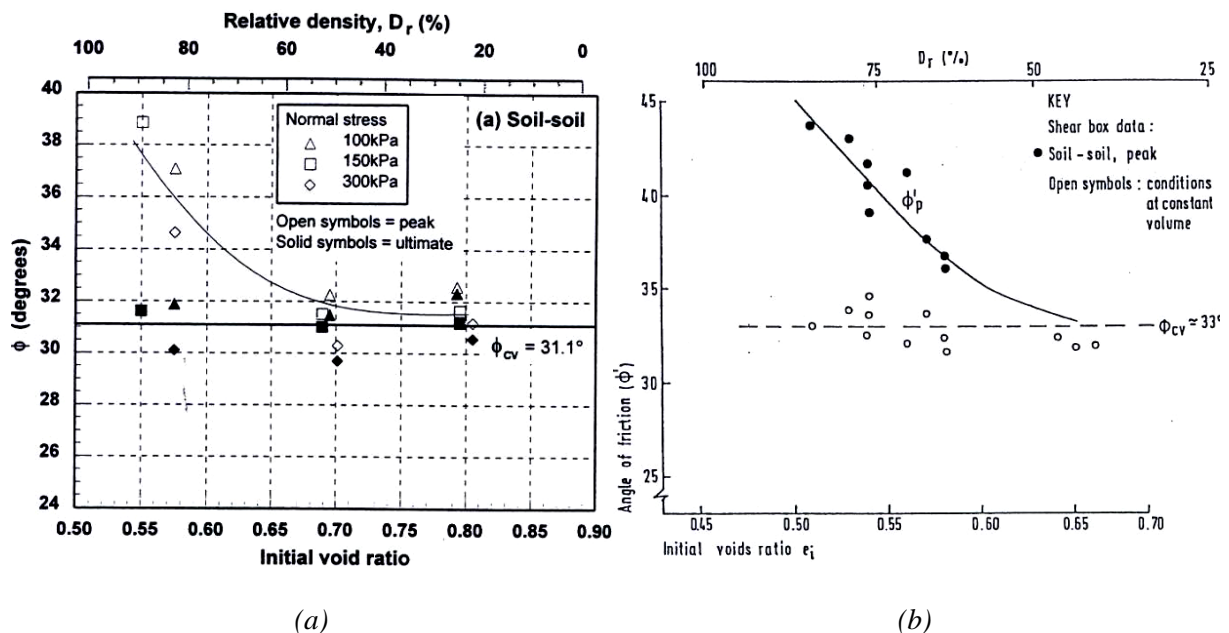 Relative density, D r (%)
100 80 60 40 20 0
40
38
36
34
32
30
28
26
24
ϕ (degrees)
Normal stress
100kPa
150kPa
300kPa
Open symbols = peak
Solid symbols = ultimate
(a) Soil-soil
ϕcv = 31.1°
0.50 0.55 0.60 0.65 0.70 0.75 0.80 0.85 0.90
Initial void ratio
(a)
Dr (%)
100 75 50 25
45
40
35
30
25
Angle of friction (ϕ')
KEY
Shear box data :
Soil - soil, peak
Open symbols : conditions
at constant
volume
ϕ'p
ϕcv ≃ 33°
0.45 0.50 0.55 0.60 0.65 0.70
Initial voids ratio ei
(b)